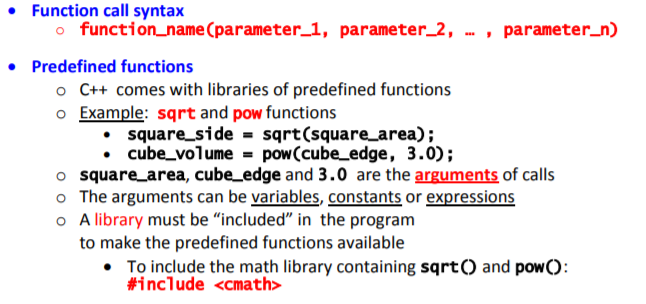 • Function call syntax
o function_name(parameter_1, parameter_2, … , parameter_n)
• Predefined functions
o C++ comes with libraries of predefined functions
o Example: sqrt and pow functions
• square_side = sqrt(square_area);
• cube_volume = pow(cube_edge, 3.0);
o square_area, cube_edge and 3.0 are the arguments of calls
o The arguments can be variables, constants or expressions
o A library must be “included” in the program
to make the predefined functions available
• To include the math library containing sqrt() and pow():
#include <cmath>